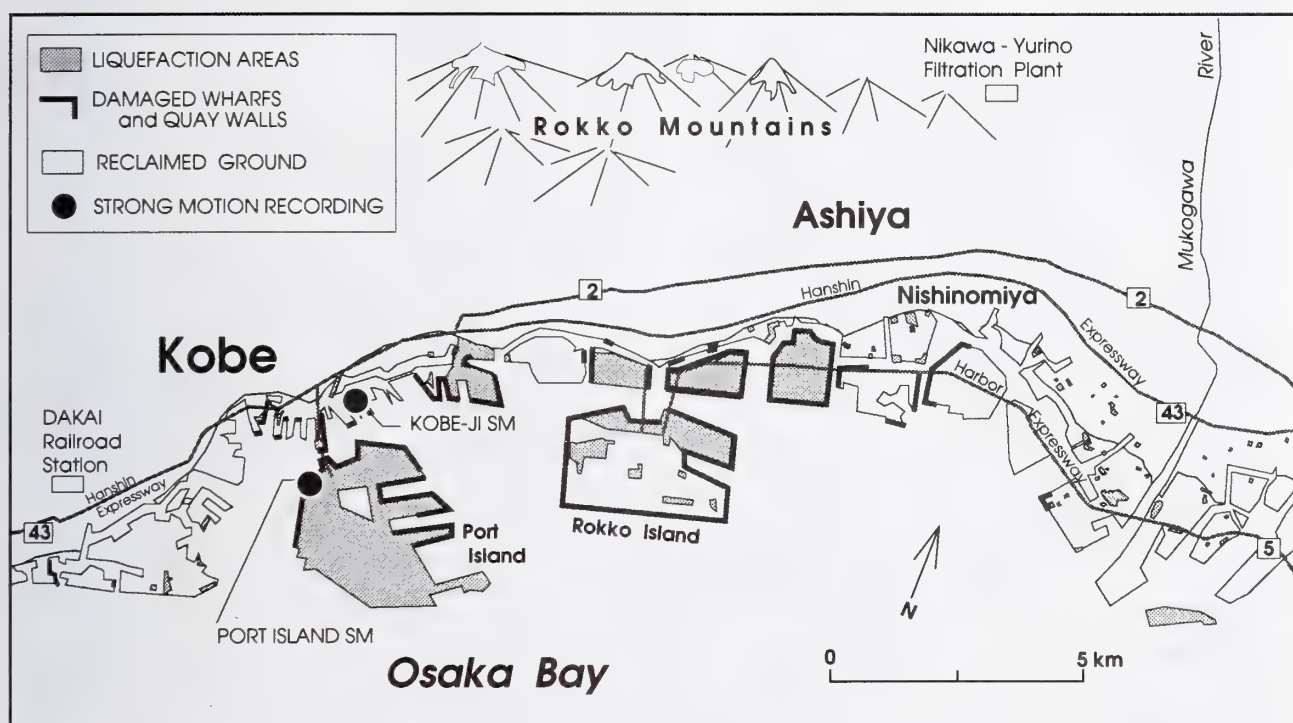 LIQUEFACTION AREAS
DAMAGED WHARFS
and QUAY WALLS
RECLAIMED GROUND
STRONG MOTION RECORDING
Nikawa - Yurino
Filtration Plant
River
Mukogawa
Rokko Mountains
Ashiya
2
Hanshin
Nishinomiya
2
Expressway
43
Kobe
Harbor
Expressway
DAKAI
Railroad
Station
KOBE-JI SM
Hanshin
Expressway
43
Port
Island
Rokko Island
5
N
PORT ISLAND SM
Osaka Bay
0
5 km